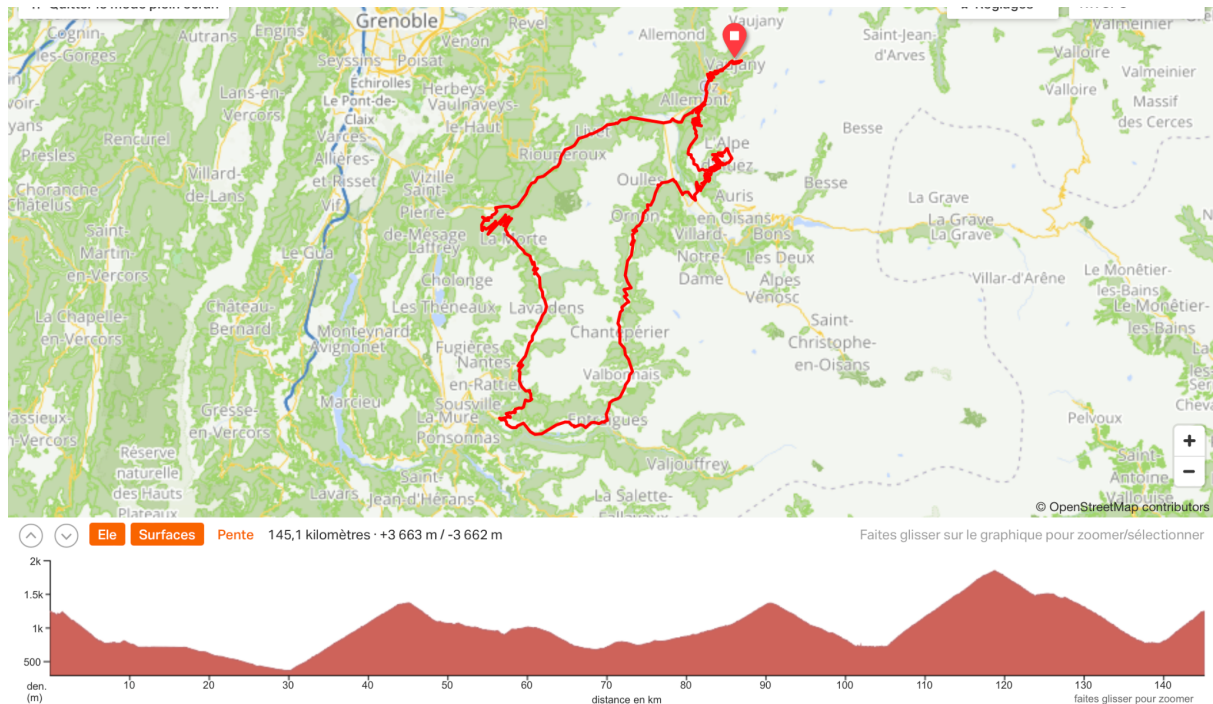 Quitter le mode plein écran
Réglages
Grenoble
Revel
Vaujany
Cognin-
les-Gorges
Autrans
Engins
Venon
Allemond
Saint-Jean-
d'Arves
Valmeinier
Valloire
Seyssins
Poisat
Vaujany
Oz
Valmeinier
Échirolles
Herbeys
Valloire
Lans-en-
Vercors
Le Pont-de-
Claix
Vaulnaveys-
le-Haut
Allemont
Massif
des Cerces
Rencurel
Varces-
Allières-
et-Risset
Livet
Besse
Presles
Riouperoux
L'Alpe
d'Huez
Villard-
de-Lans
Vizille
Oulles
Auris
Besse
Choranche
Châtelus
Vif
Saint-
Pierre
de-Mésage
La Grave
Saint-
Martin-
en-Vercors
Ornon
en-Oisans
La Grave
La Grave
Laffrey
La Morte
Villard-
Notre-
Dame
Bons
Le Gua
Les Deux
Alpes
Cholonge
Villar-d'Arêne
Le Monêtier-
les-Bains
Vénosc
Château-
Bernard
Les Théneaux
Lavaldens
Le Monêtier-
les-Bains
La Chapelle-
en-Vercors
Monteynard
Avignonet
Chantepérier
Saint-
Christophe-
en-Oisans
Fugières
Nantes-
en-Rattier
Valbonnais
Gresse-
en-Vercors
Marcieu
Sousville
La Mure
Entraigues
Pelvoux
Ponsonnas
Réserve
naturelle
des Hauts
Plateaux
Valjouffrey
Saint-
Antoine
Vallouise
Saint-
Jean-d'Hérans
Lavars
La Salette-
Fallavaux
+
−
© OpenStreetMap contributors
Ele Surfaces Pente 145,1 kilomètres · +3 663 m / -3 662 m
Faites glisser sur le graphique pour zoomer/sélectionner
2k
1.5k
1k
500
den.
(m)
10 20 30 40 50 60 70 80 90 100 110 120 130 140
distance en km
faites glisser pour zoomer